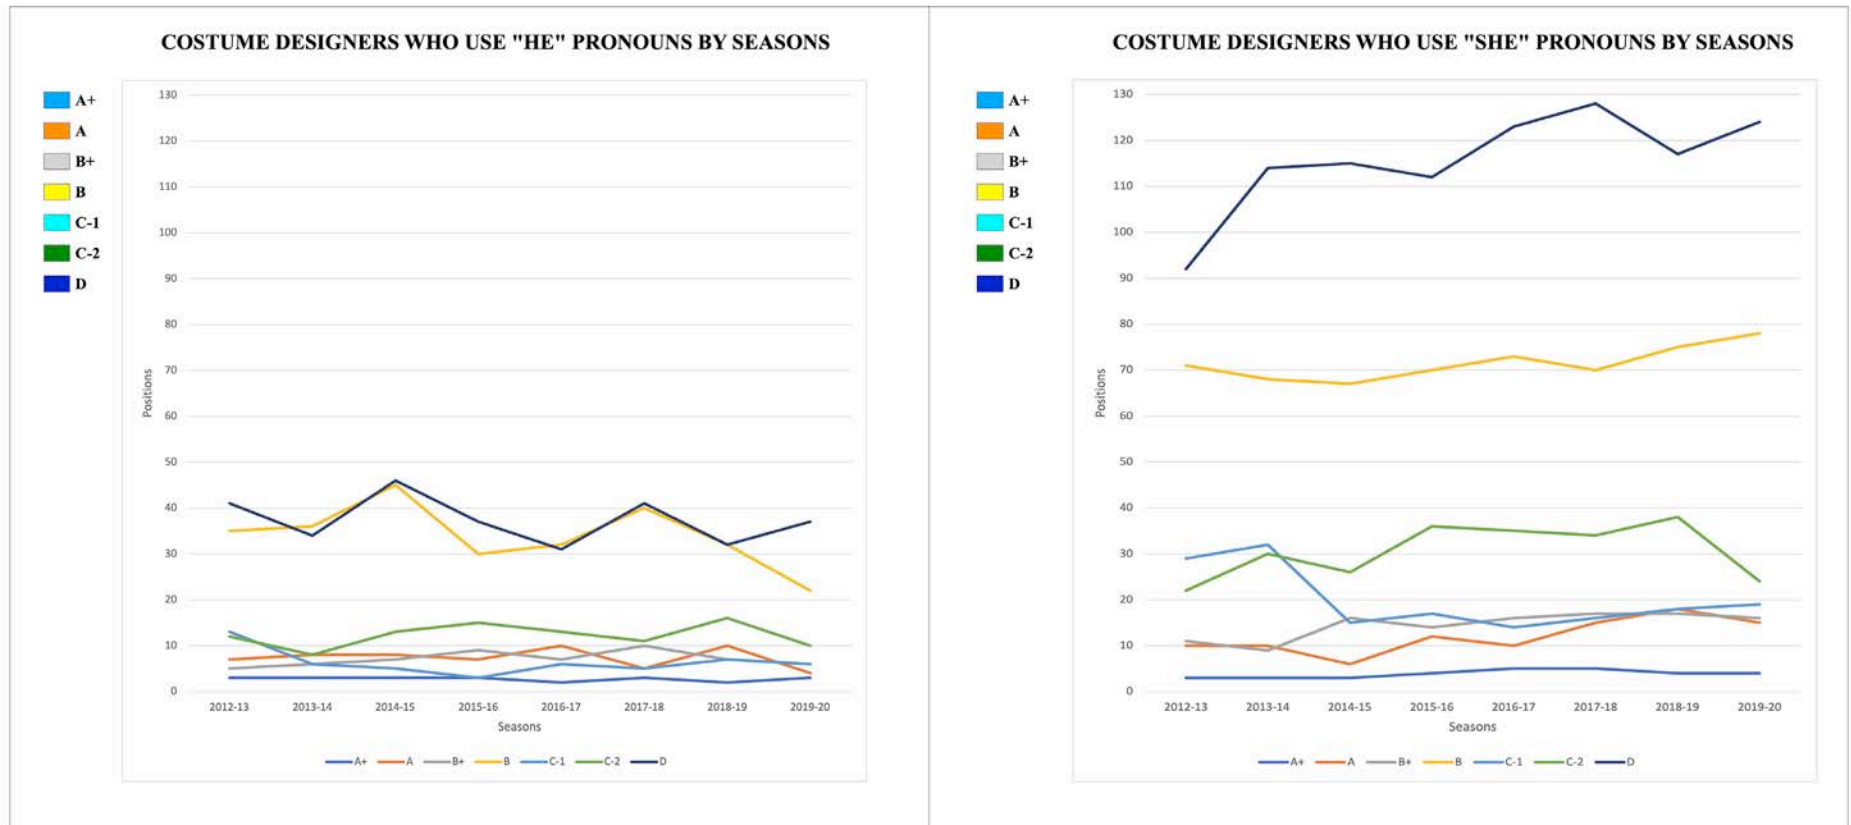 COSTUME DESIGNERS WHO USE "HE" PRONOUNS BY SEASONS
A+
A
B+
B
C-1
C-2
D
130
120
110
100
90
80
70
60
50
40
30
20
10
0
Positions
2012-13 2013-14 2014-15 2015-16 2016-17 2017-18 2018-19 2019-20
Seasons
A+ A B+ B C-1 C-2 D
COSTUME DESIGNERS WHO USE "SHE" PRONOUNS BY SEASONS
A+
A
B+
B
C-1
C-2
D
130
120
110
100
90
80
70
60
50
40
30
20
10
0
Positions
2012-13 2013-14 2014-15 2015-16 2016-17 2017-18 2018-19 2019-20
Seasons
A+ A B+ B C-1 C-2 D